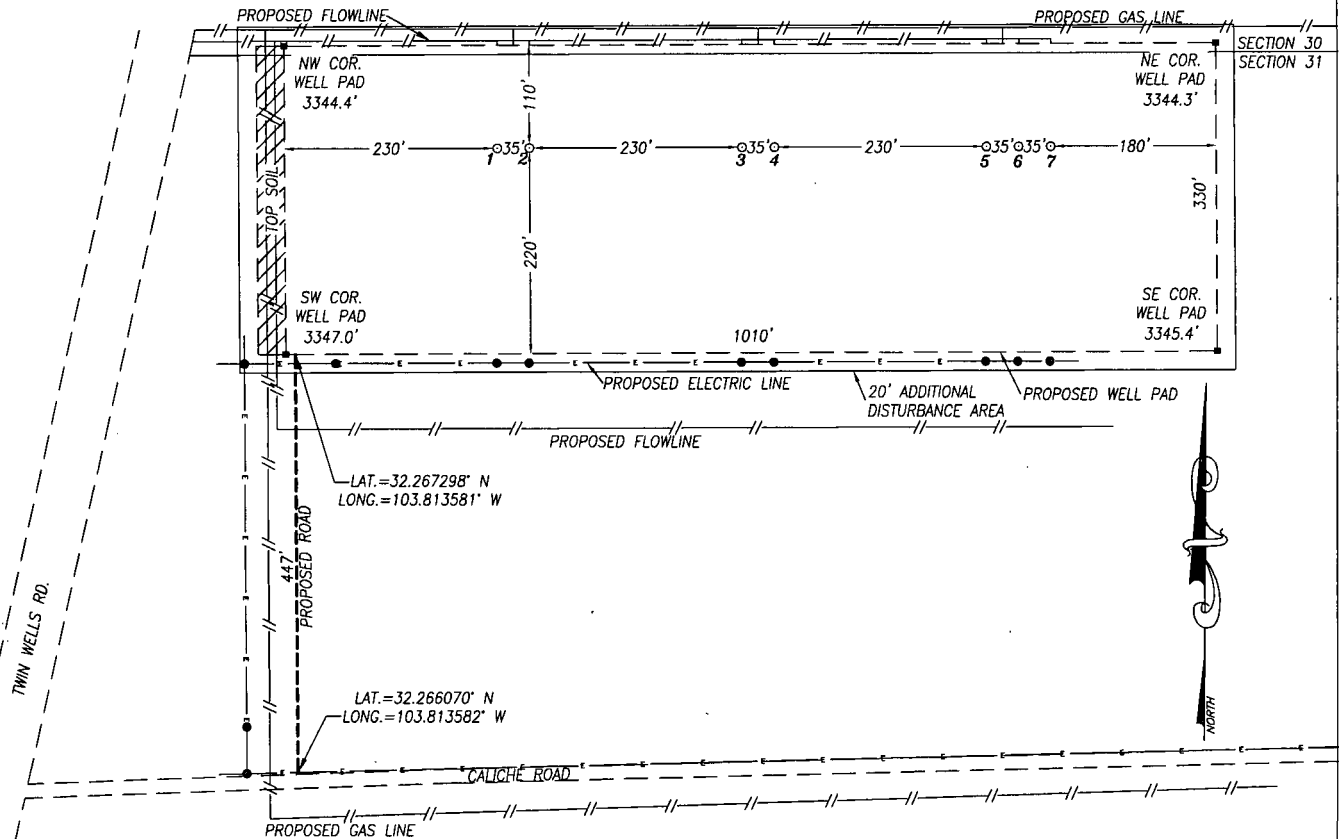 PROPOSED FLOWLINE
PROPOSED GAS LINE
SECTION 30
SECTION 31
NW COR.
WELL PAD
3344.4'
NE COR.
WELL PAD
3344.3'
110'
230'
1
35'
2
230'
3
35'
4
230'
5
35'
6
35'
7
180'
330'
TOP SOIL
220'
SW COR.
WELL PAD
3347.0'
SE COR.
WELL PAD
3345.4'
1010'
E E E E E E E
PROPOSED ELECTRIC LINE
20' ADDITIONAL
DISTURBANCE AREA
PROPOSED WELL PAD
PROPOSED FLOWLINE
LAT.=32.267298° N
LONG.=103.813581° W
447'
PROPOSED ROAD
TWIN WELLS RD.
LAT.=32.266070° N
LONG.=103.813582° W
NORTH
CALICHE ROAD
PROPOSED GAS LINE